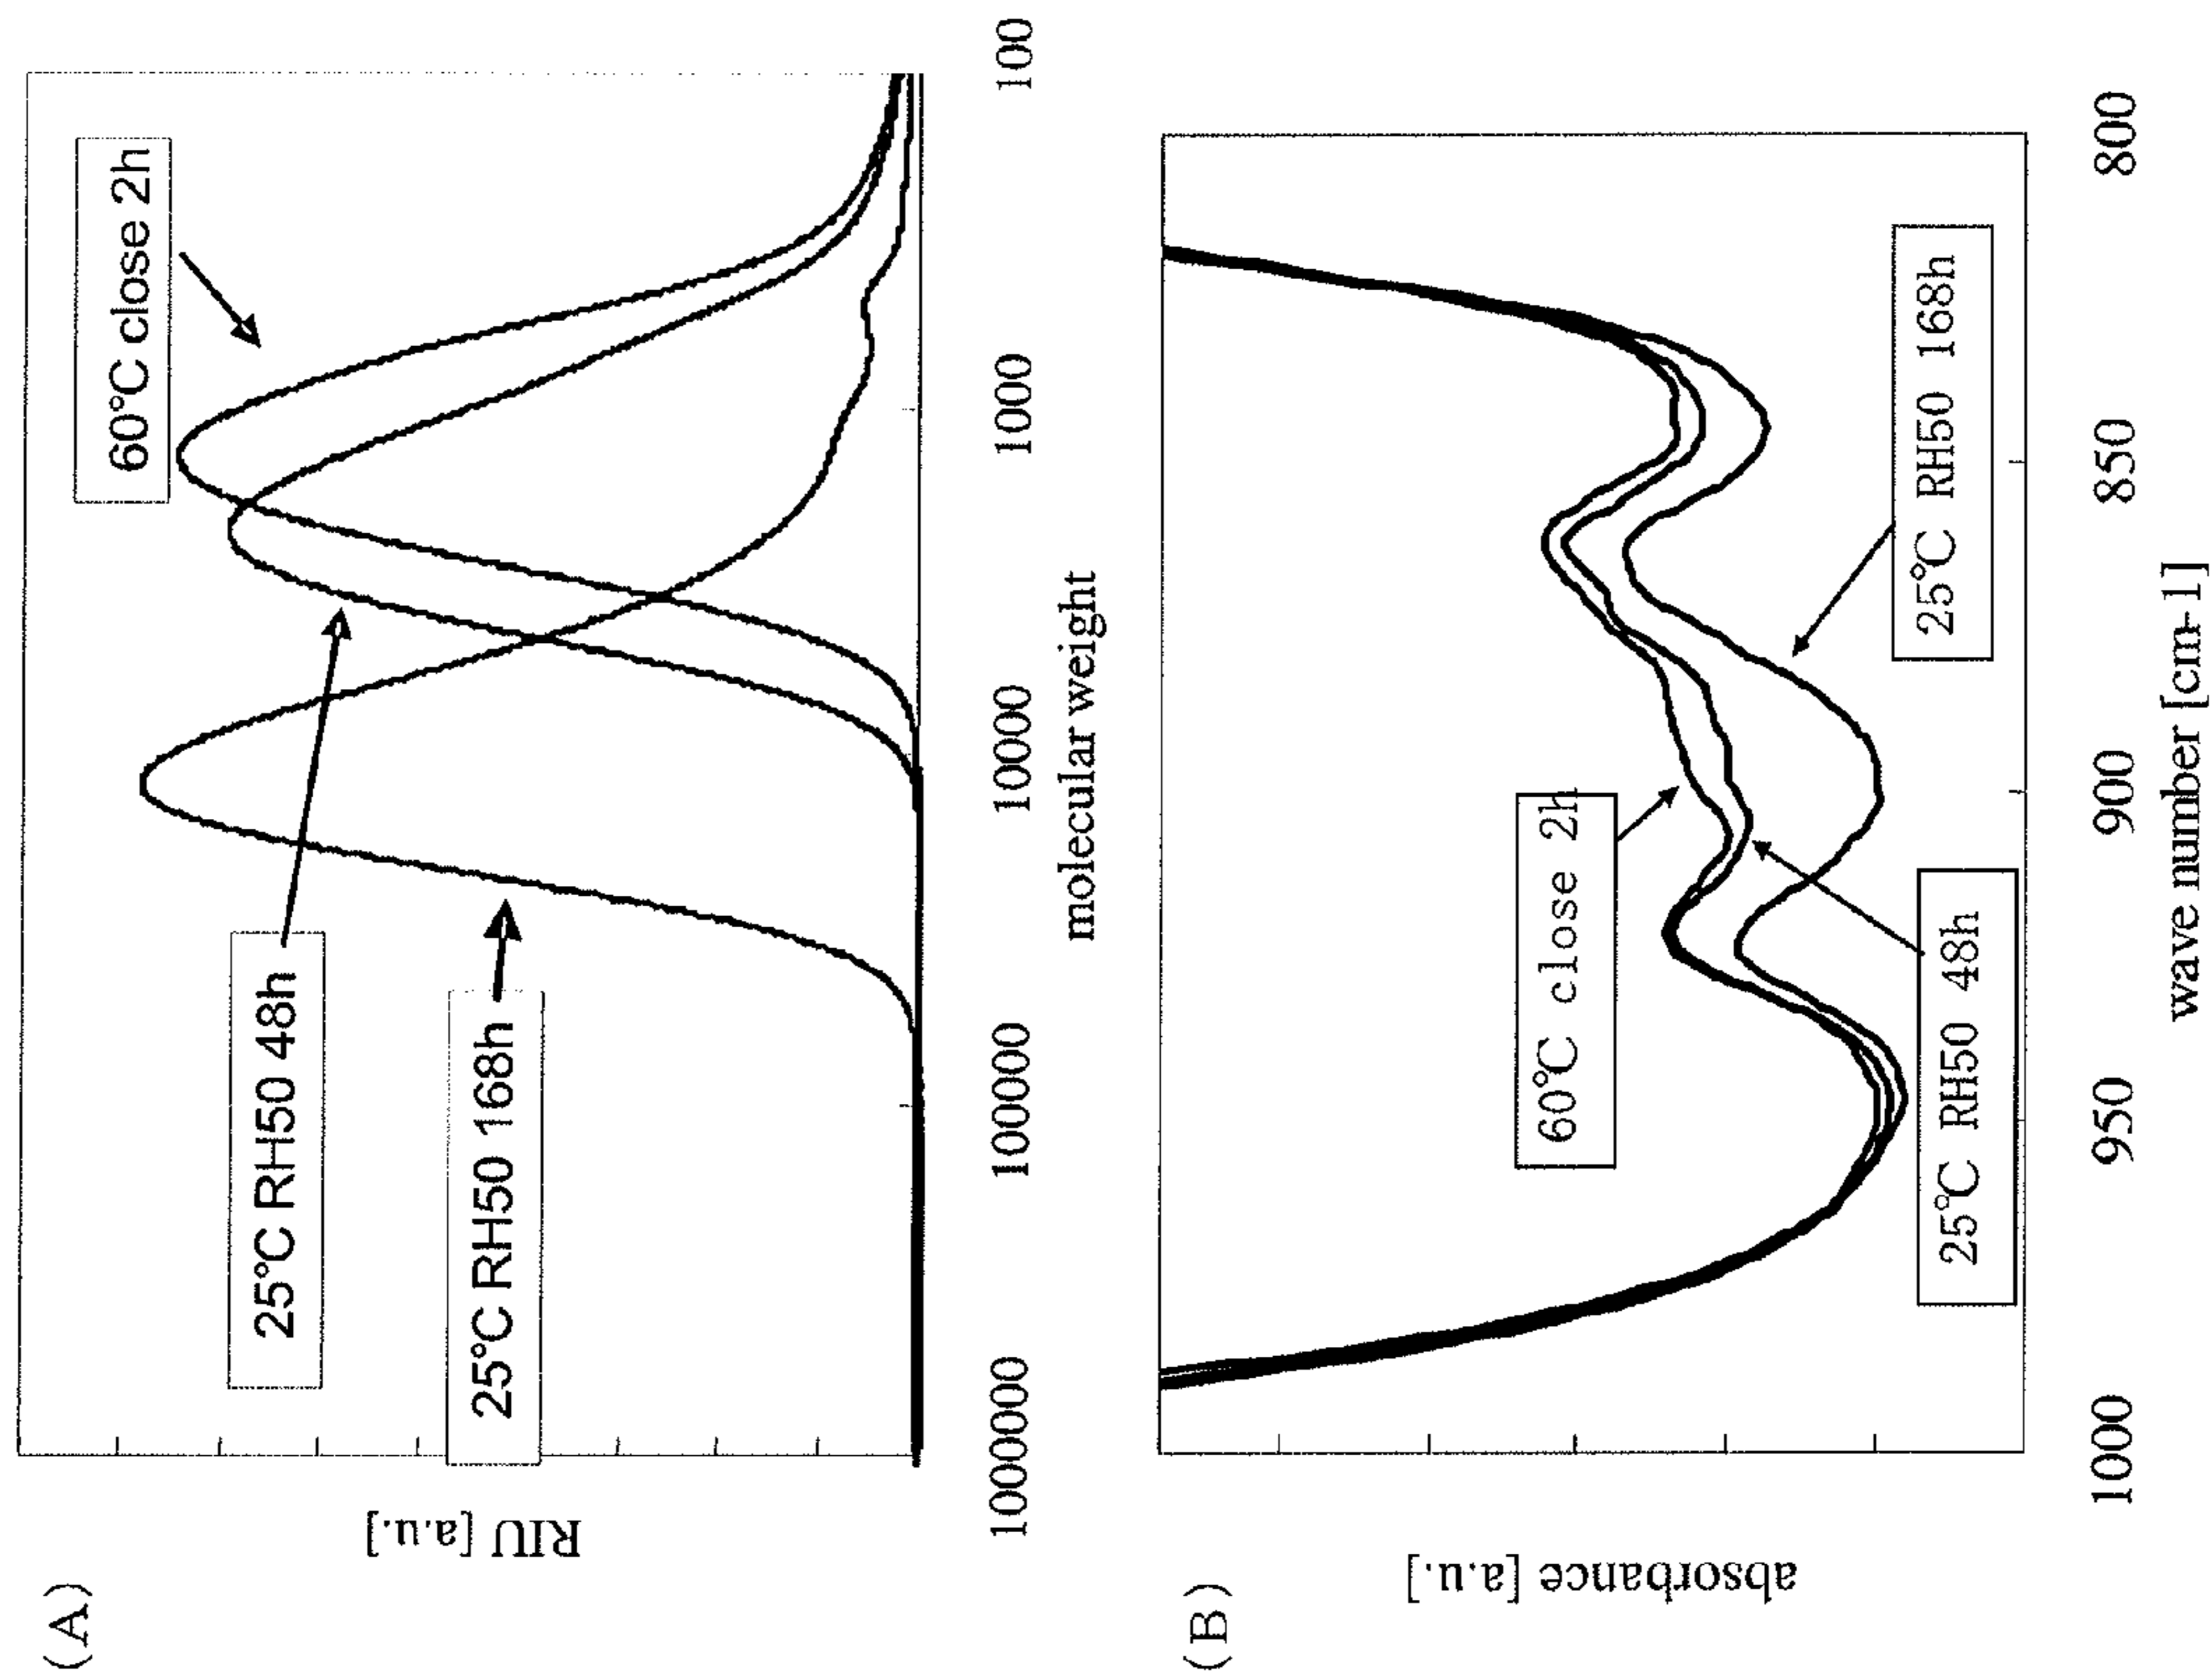 (A)
RIU [a.u.]
60℃ close 2h
25℃ RH50 48h
25℃ RH50 168h
1000000
100000
10000
1000
100
molecular weight
(B)
absorbance [a.u.]
60℃ close 2h
25℃ RH50 48h
25℃ RH50 168h
1000
950
900
850
800
wave number [cm-1]